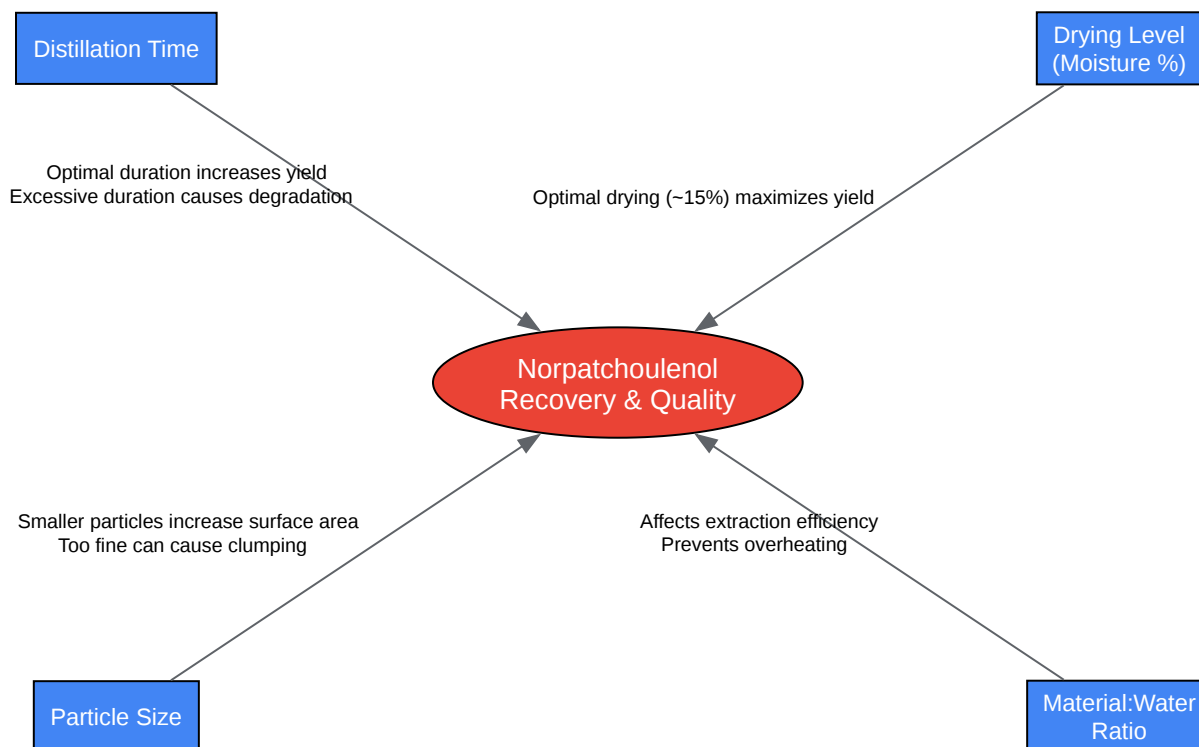 Distillation Time
Drying Level
(Moisture %)
Optimal duration increases yield
Excessive duration causes degradation
Optimal drying (~15%) maximizes yield
Norpatchoulenol
Recovery & Quality
Smaller particles increase surface area
Too fine can cause clumping
Affects extraction efficiency
Prevents overheating
Particle Size
Material:Water
Ratio